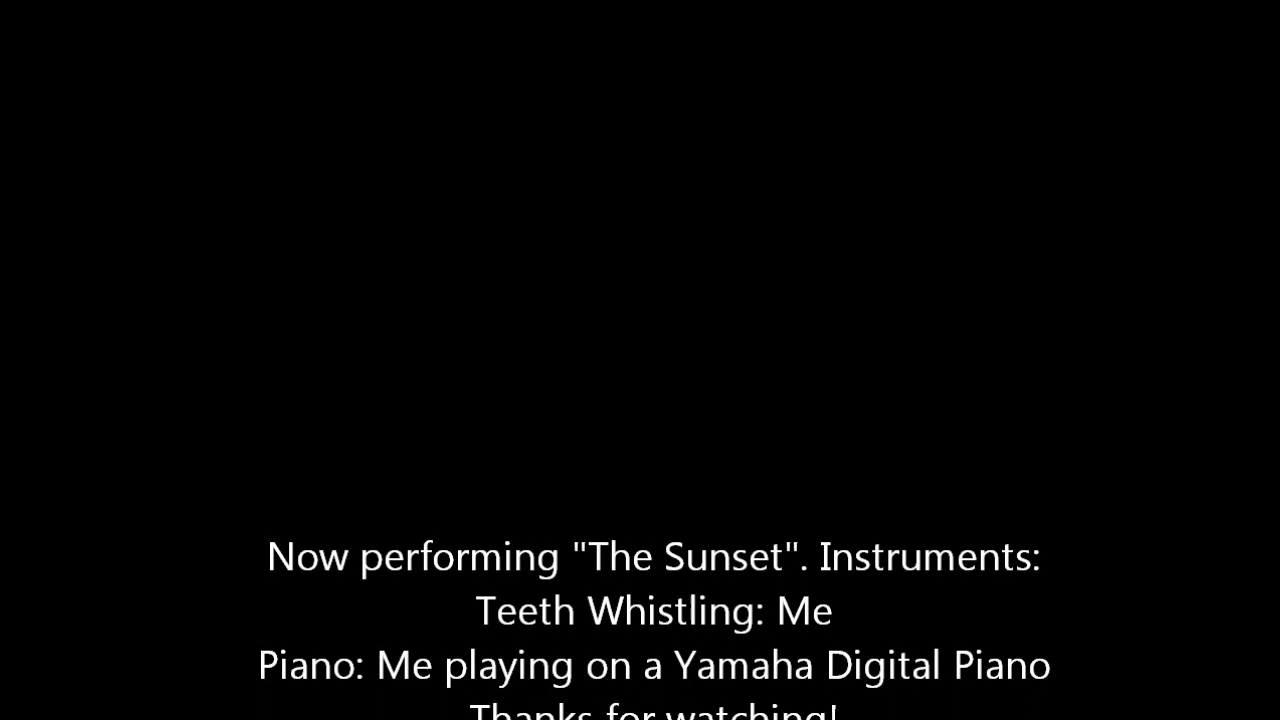 Now performing "The Sunset". Instruments:
Teeth Whistling: Me
Piano: Me playing on a Yamaha Digital Piano
Thanks for watching!